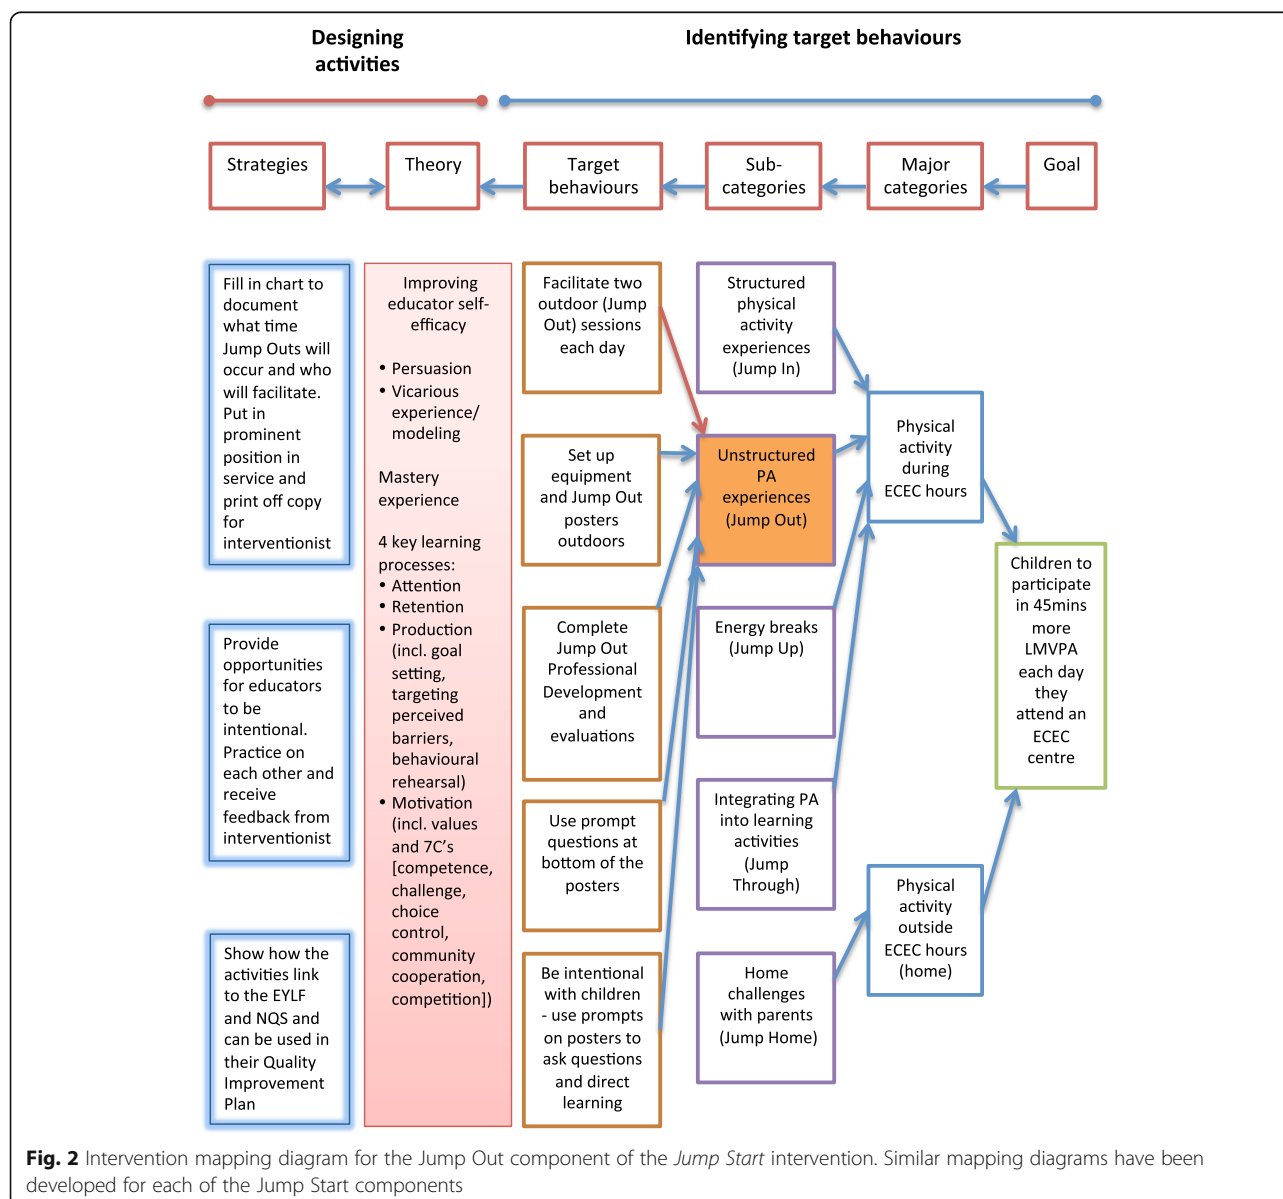 Designing
activities
Identifying target behaviours
Strategies
Theory
Target
behaviours
Sub-
categories
Major
categories
Goal
Fill in chart to
document
what time
Jump Outs will
occur and who
will facilitate.
Put in
prominent
position in
service and
print off copy
for
interventionist
Provide
opportunities
for educators
to be
intentional.
Practice on
each other and
receive
feedback from
interventionist
Show how the
activities link
to the EYLF
and NQS and
can be used in
their Quality
Improvement
Plan
Improving
educator self-
efficacy
• Persuasion
• Vicarious
experience/
modeling
Mastery
experience
4 key learning
processes:
• Attention
• Retention
• Production
(incl. goal
setting,
targeting
perceived
barriers,
behavioural
rehearsal)
• Motivation
(incl. values
and 7C's
[competence,
challenge,
choice
control,
community
cooperation,
competition])
Facilitate two
outdoor (Jump
Out) sessions
each day
Set up
equipment
and Jump Out
posters
outdoors
Complete
Jump Out
Professional
Development
and
evaluations
Use prompt
questions at
bottom of the
posters
Be intentional
with children
- use prompts
on posters to
ask questions
and direct
learning
Structured
physical
activity
experiences
(Jump In)
Unstructured
PA
experiences
(Jump Out)
Energy breaks
(Jump Up)
Integrating PA
into learning
activities
(Jump
Through)
Home
challenges
with parents
(Jump Home)
Physical
activity
during
ECEC hours
Physical
activity
outside
ECEC hours
(home)
Children to
participate
in 45mins
more
LMVPA
each day
they
attend an
ECEC
centre
Fig. 2 Intervention mapping diagram for the Jump Out component of the Jump Start intervention. Similar mapping diagrams have been
developed for each of the Jump Start components